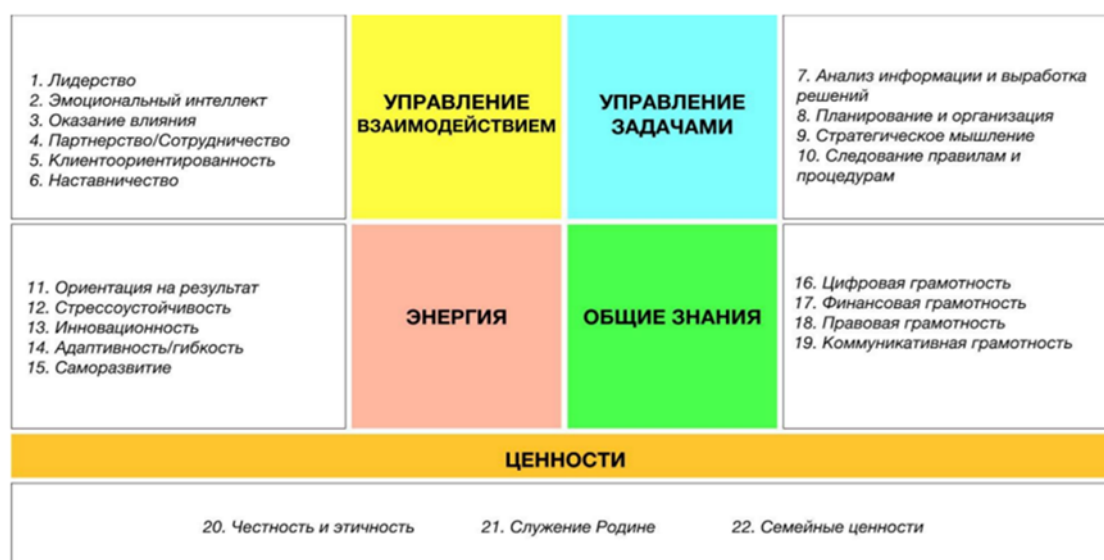 1. Лидерство
2. Эмоциональный интеллект
3. Оказание влияния
4. Партнерство/Сотрудничество
5. Клиентоориентированность
6. Наставничество
УПРАВЛЕНИЕ
ВЗАИМОДЕЙСТВИЕМ
УПРАВЛЕНИЕ
ЗАДАЧАМИ
7. Анализ информации и выработка
решений
8. Планирование и организация
9. Стратегическое мышление
10. Следование правилам и
процедурам
11. Ориентация на результат
12. Стрессоустойчивость
13. Инновационность
14. Адаптивность/гибкость
15. Саморазвитие
ЭНЕРГИЯ
ОБЩИЕ ЗНАНИЯ
16. Цифровая грамотность
17. Финансовая грамотность
18. Правовая грамотность
19. Коммуникативная грамотность
ЦЕННОСТИ
20. Честность и этичность
21. Служение Родине
22. Семейные ценности